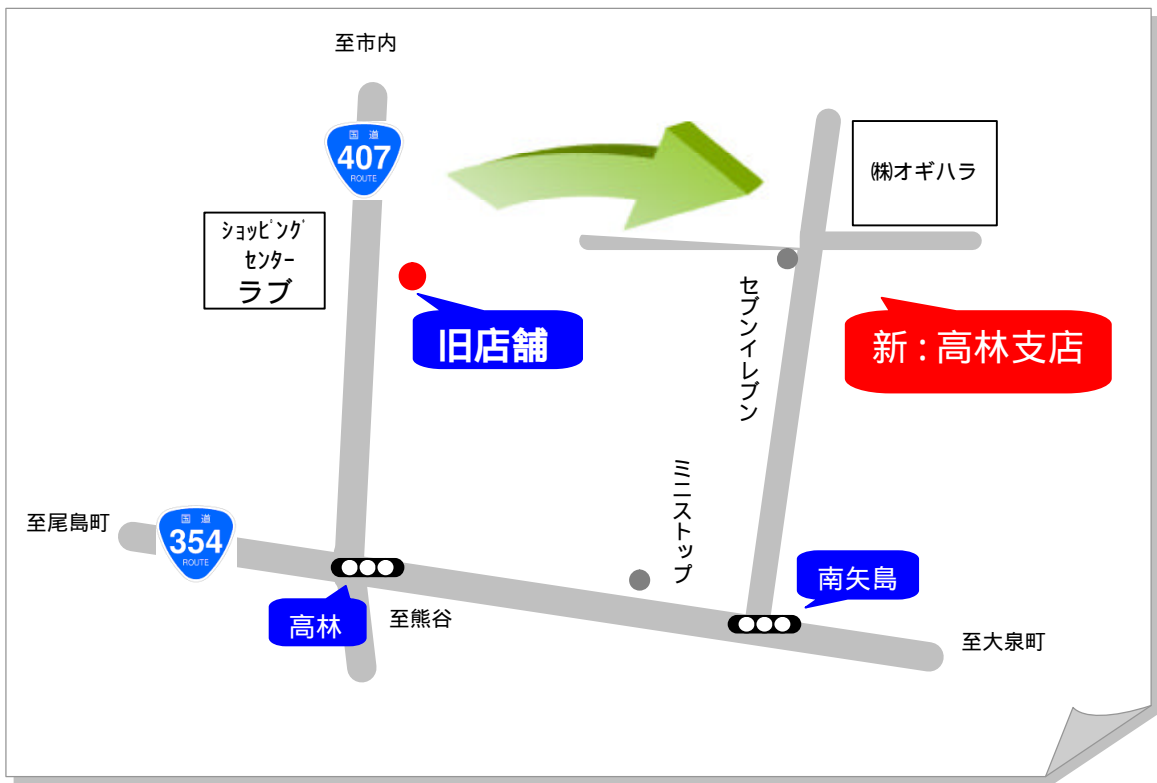 至市内
国道
407
ROUTE
㈱オギハラ
ｼｮｯﾋﾟﾝｸﾞ
ｾﾝﾀｰ
ラブ
旧店舗
セブンイレブン
新：高林支店
ミニストップ
至尾島町
国道
354
ROUTE
高林
至熊谷
南矢島
至大泉町